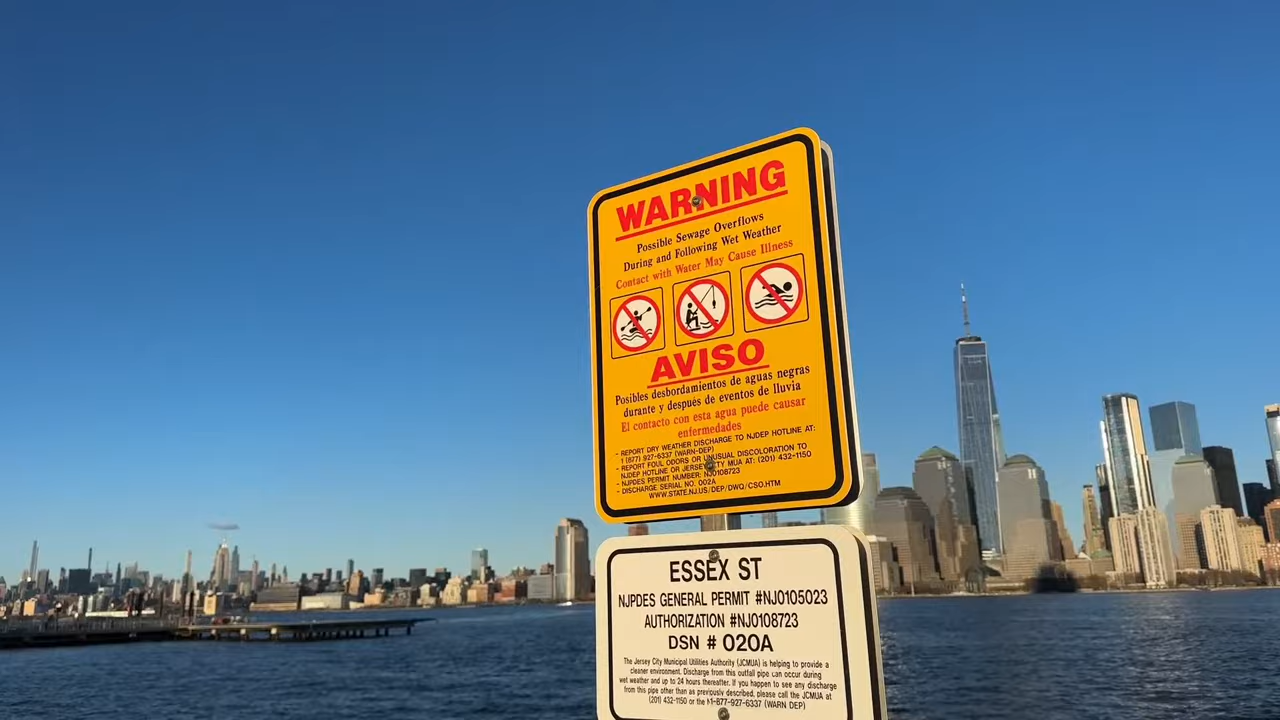 WARNING
Possible Sewage Overflows
During and Following Wet Weather
Contact with Water May Cause Illness
AVISO
Posibles desbordamientos de aguas negras
durante y después de eventos de lluvia
El contacto con esta agua puede causar
enfermedades
- REPORT DRY WEATHER DISCHARGE TO NJDEP HOTLINE AT:
1 (877) 927-6337 (WARN-DEP)
- REPORT FOUL ODORS OR UNUSUAL DISCOLORATION TO
NJDEP HOTLINE OR JERSEY CITY MUA AT: (201) 432-1150
- NJPDES PERMIT NUMBER: NJ0108723
- DISCHARGE SERIAL NO. 002A
WWW.STATE.NJ.US/DEP/DWQ/CSO.HTM
ESSEX ST
NJPDES GENERAL PERMIT #NJ0105023
AUTHORIZATION #NJ0108723
DSN # 020A
The Jersey City Municipal Utilities Authority (JCMUA) is helping to provide a
cleaner environment. Discharge from this outfall pipe can occur during
wet weather and up to 24 hours thereafter. If you happen to see any discharge
from this pipe other than as previously described, please call the JCMUA at
(201) 432-1150 or the 1-877-927-6337 (WARN DEP)